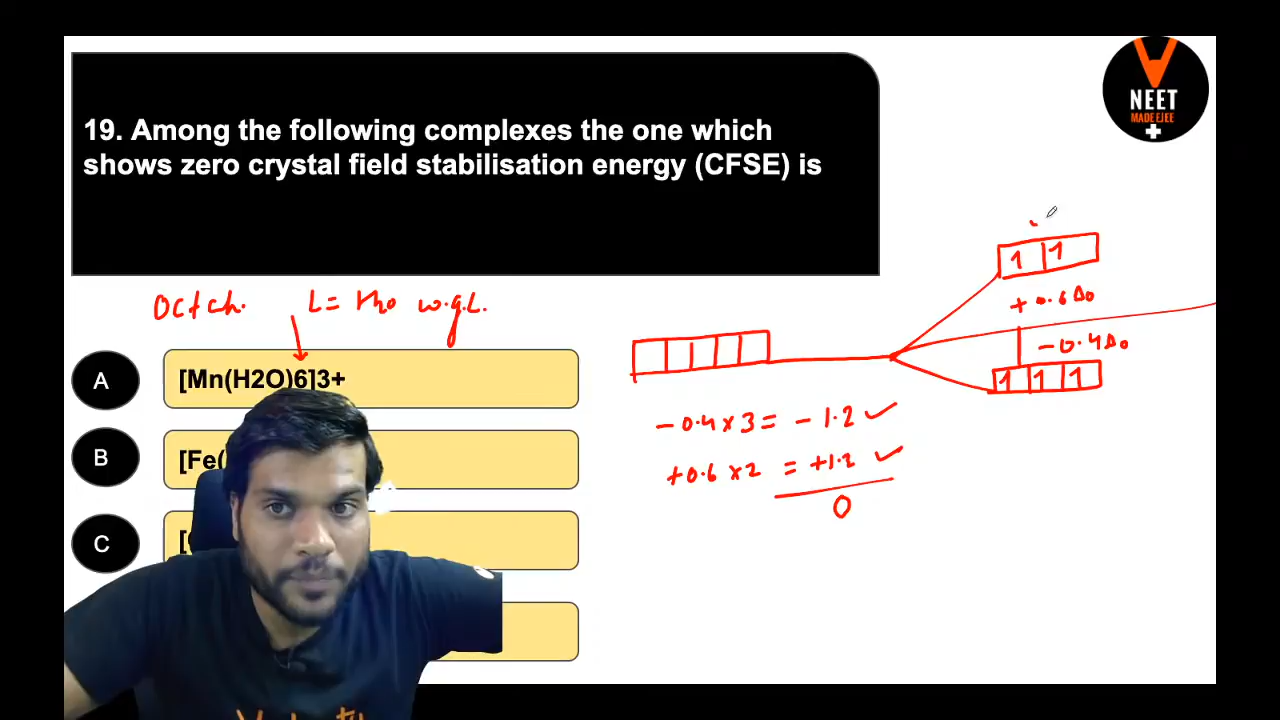 NEET
MADE EJEE
19. Among the following complexes the one which
shows zero crystal field stabilisation energy (CFSE) is
L = H2O w.g.L.
A
[Mn(H2O)6]3+
B
[Fe(
C
[
1 1
+ 0.6Δo
- 0.4Δo
1 1 1
- 0.4 x 3 = - 1.2 ✓
+0.6 x 2 = +1.2 ✓
0